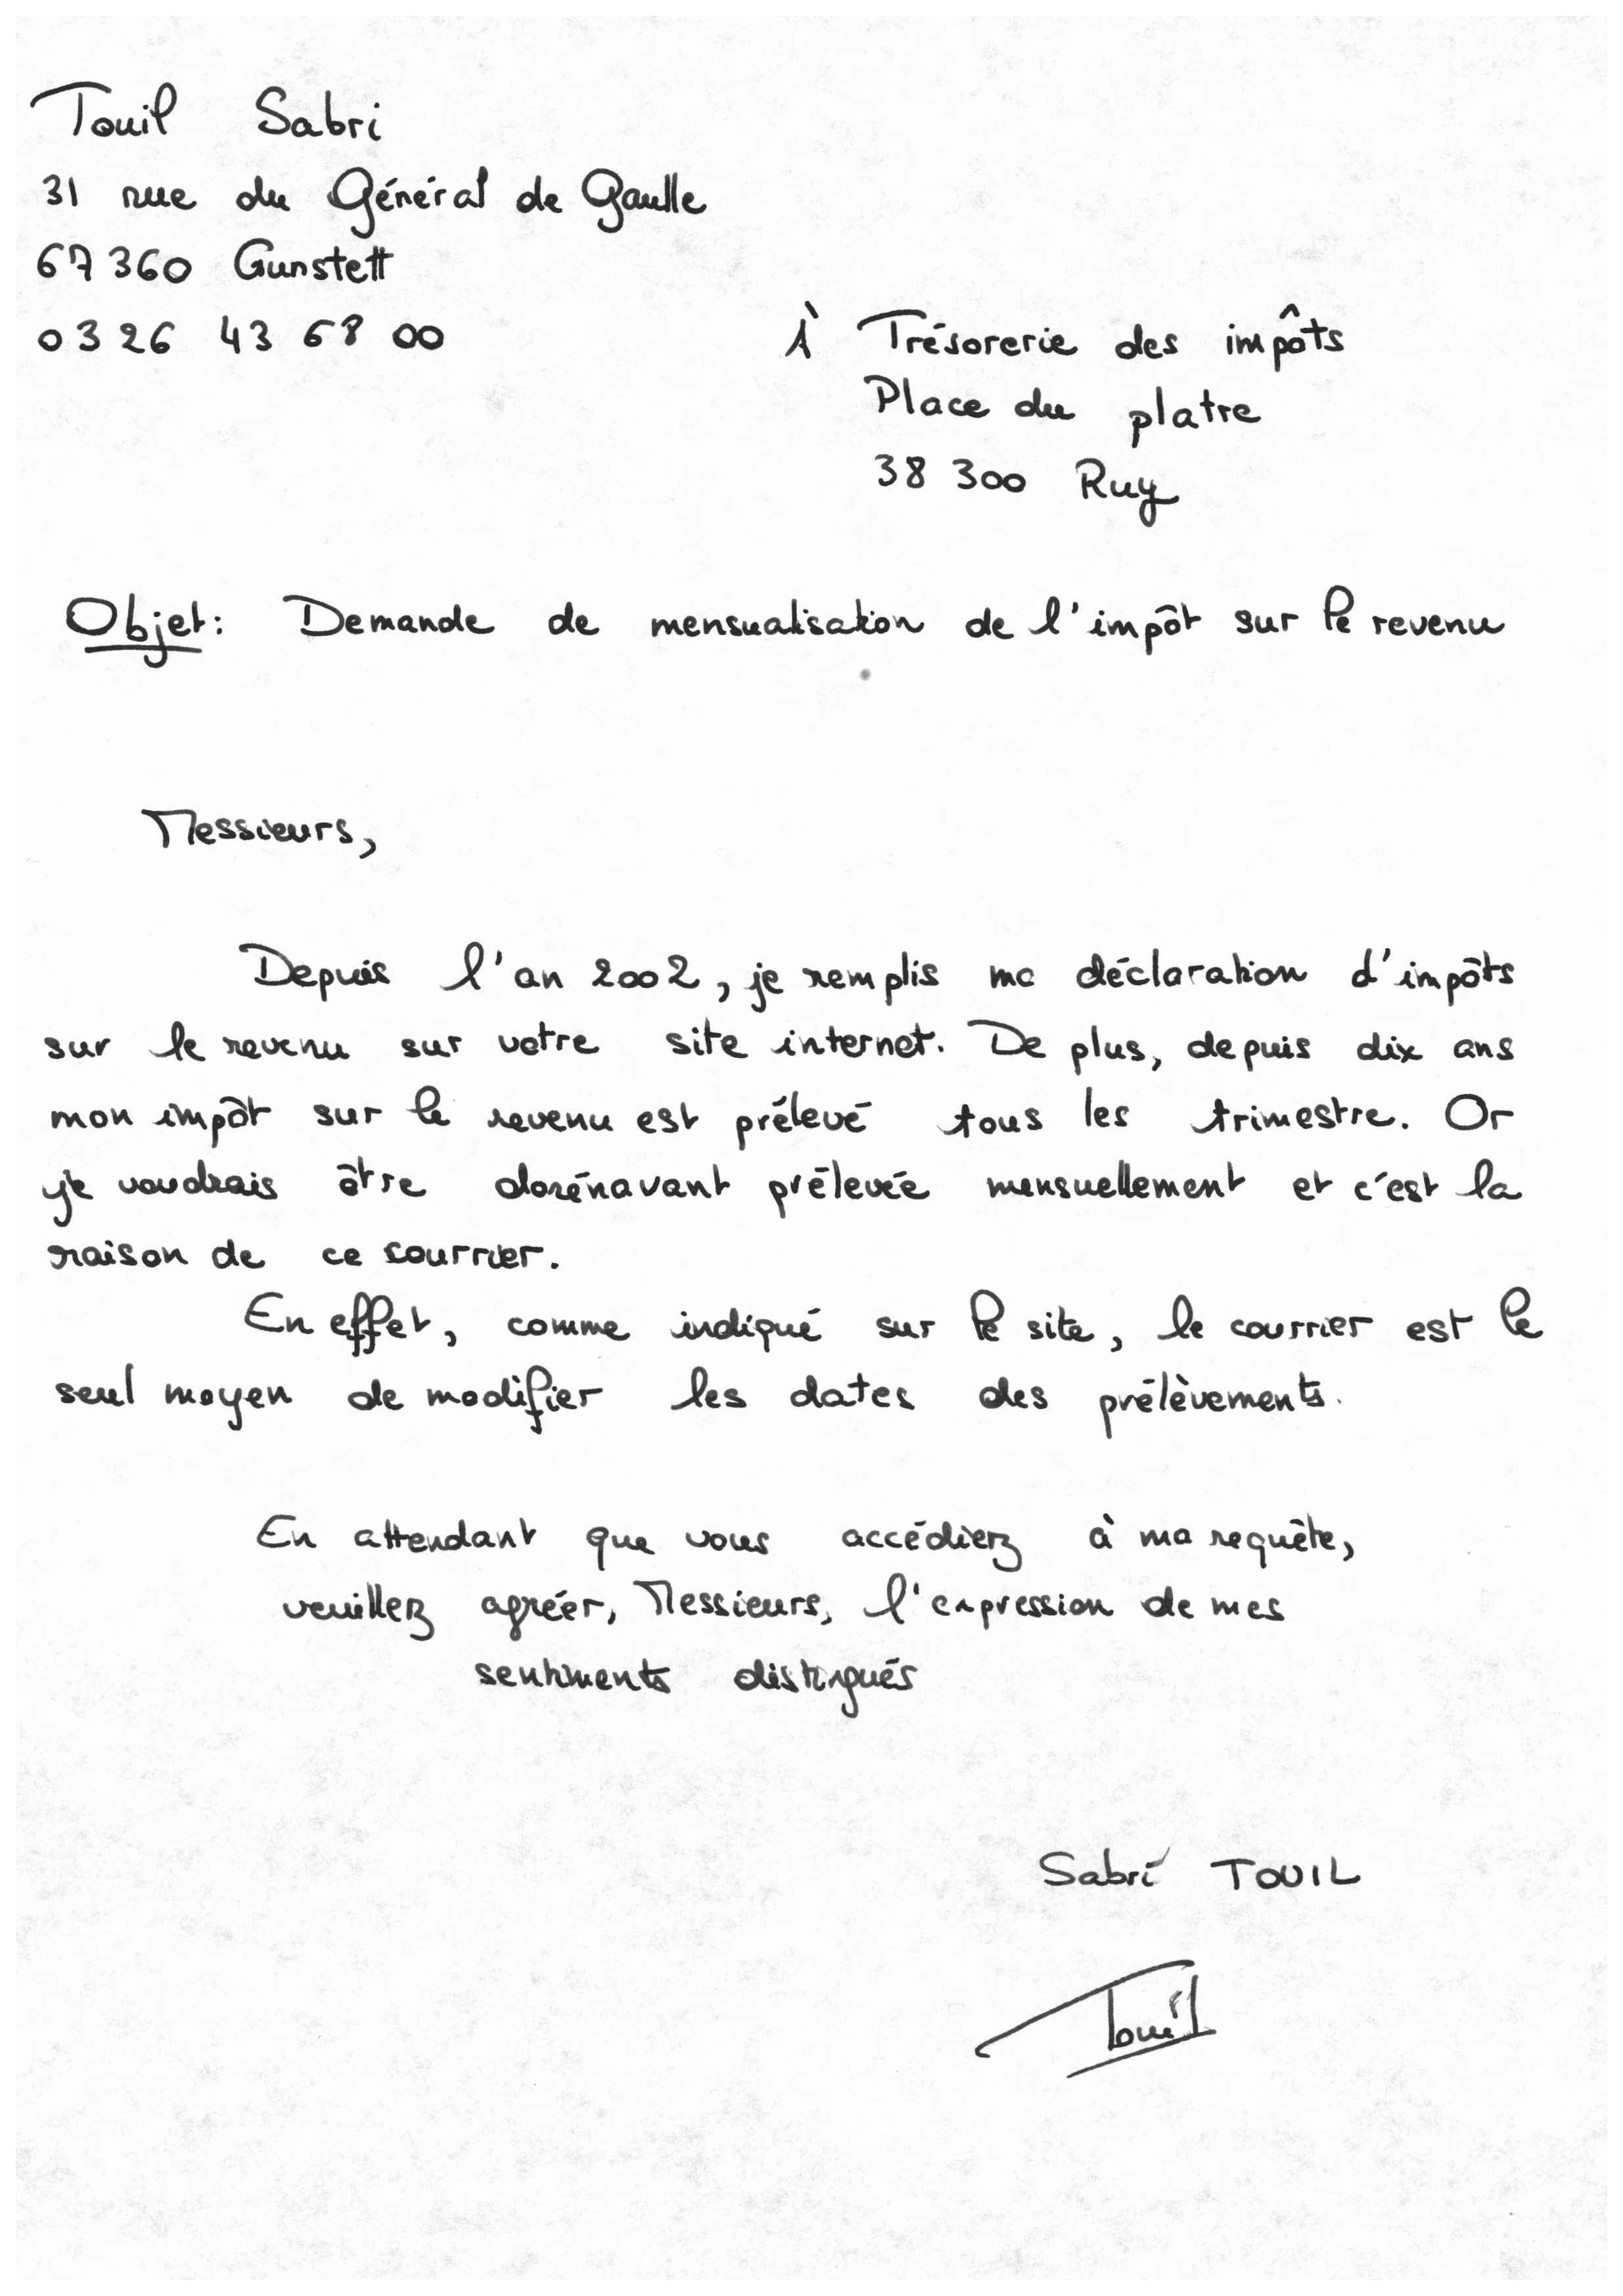 Touil Sabri
31 rue du Général de Gaulle
67360 Gunstett
03 26 43 68 00
À Trésorerie des impôts
Place du platre
38 300 Ruy
Objet : Demande de mensualisation de l'impôt sur le revenu
Messieurs,
Depuis l'an 2002, je remplis ma déclaration d'impôts
sur le revenu sur votre site internet. De plus, depuis dix ans
mon impôt sur le revenu est prélevé tous les trimestre. Or
je voudrais être dorénavant prélevée mensuellement et c'est la
raison de ce courrier.
En effet, comme indiqué sur le site, le courrier est le
seul moyen de modifier les dates des prélèvements.
En attendant que vous accédiez à ma requête,
veuillez agréer, Messieurs, l'expression de mes
sentiments distingués
Sabri TOUIL
Touil